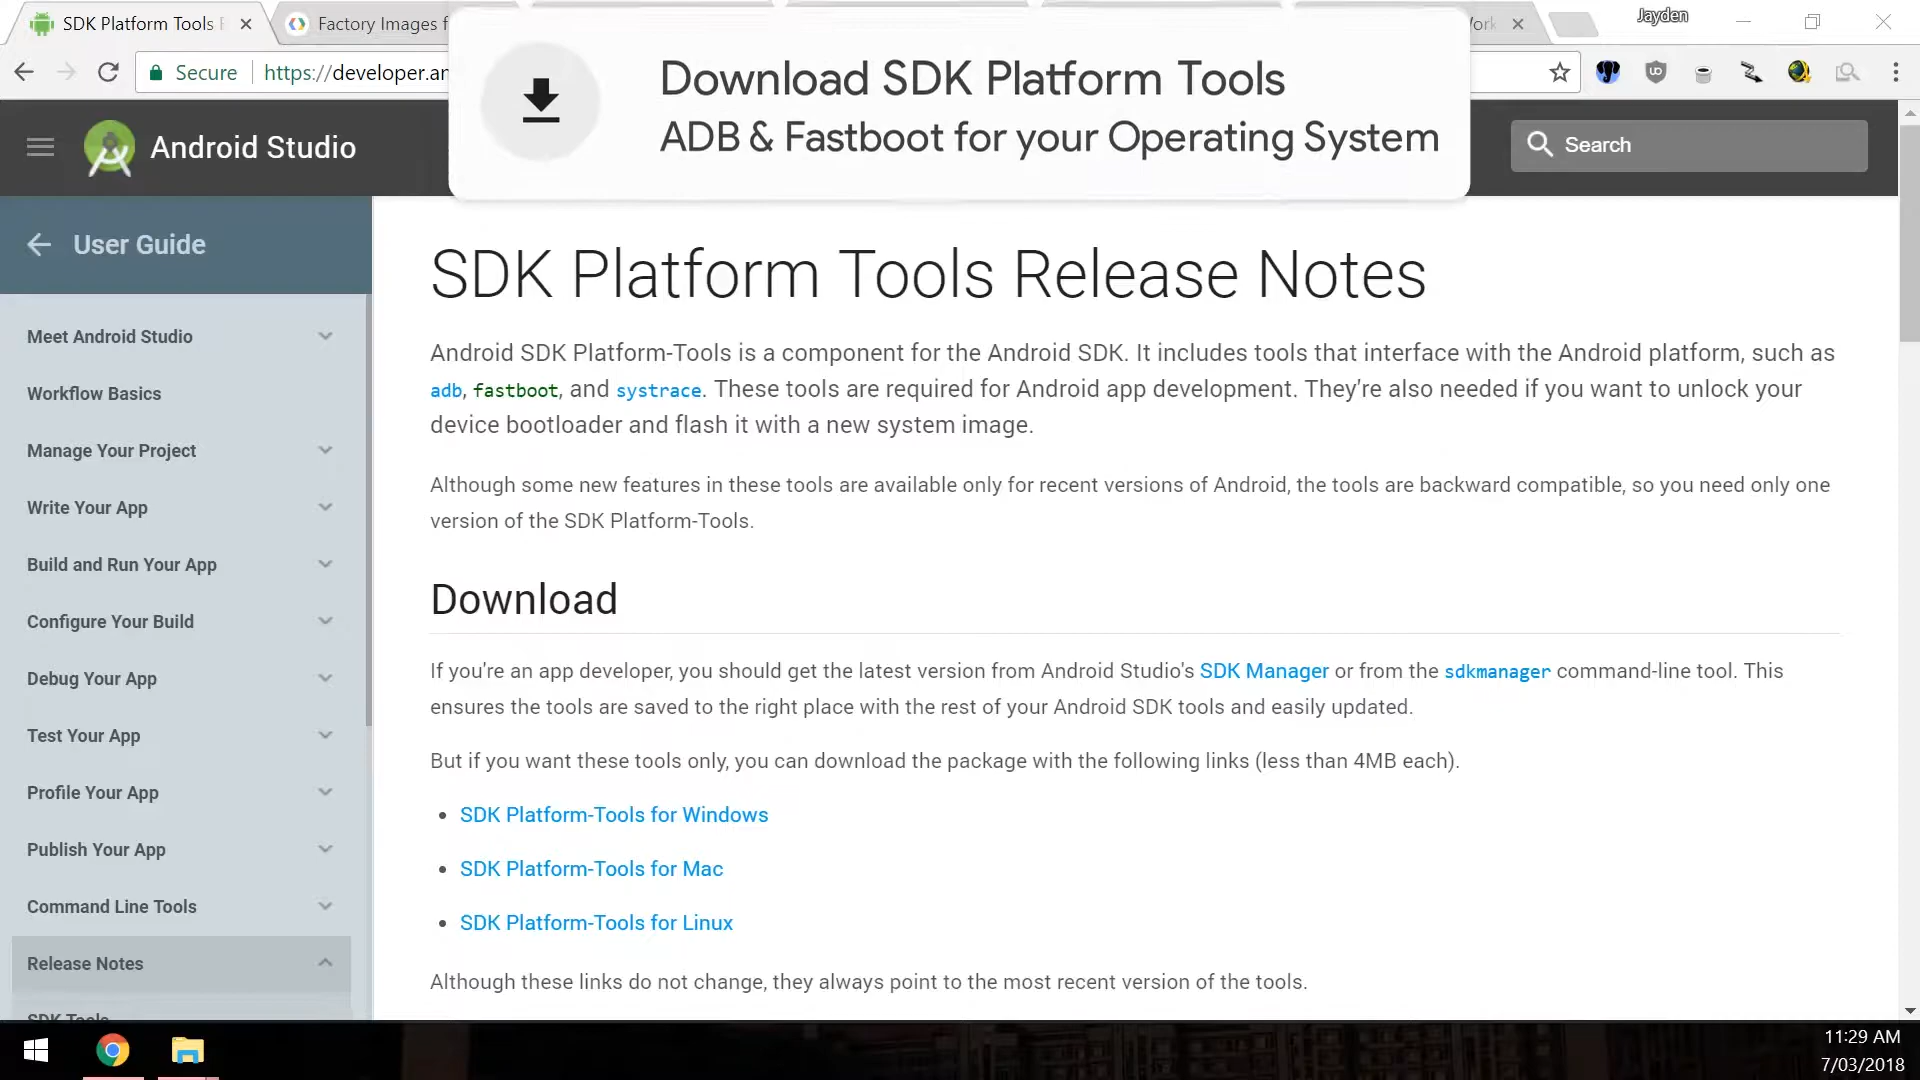 SDK Platform Tools
Factory Images f
Jayden
Secure
https://developer.an
Download SDK Platform Tools
ADB & Fastboot for your Operating System
Android Studio
Search
User Guide
Meet Android Studio
Workflow Basics
Manage Your Project
Write Your App
Build and Run Your App
Configure Your Build
Debug Your App
Test Your App
Profile Your App
Publish Your App
Command Line Tools
Release Notes
SDK Tools
SDK Platform Tools Release Notes
Android SDK Platform-Tools is a component for the Android SDK. It includes tools that interface with the Android platform, such as
adb, fastboot, and systrace. These tools are required for Android app development. They're also needed if you want to unlock your
device bootloader and flash it with a new system image.
Although some new features in these tools are available only for recent versions of Android, the tools are backward compatible, so you need only one
version of the SDK Platform-Tools.
Download
If you're an app developer, you should get the latest version from Android Studio's SDK Manager or from the sdkmanager command-line tool. This
ensures the tools are saved to the right place with the rest of your Android SDK tools and easily updated.
But if you want these tools only, you can download the package with the following links (less than 4MB each).
• SDK Platform-Tools for Windows
• SDK Platform-Tools for Mac
• SDK Platform-Tools for Linux
Although these links do not change, they always point to the most recent version of the tools.
11:29 AM
7/03/2018